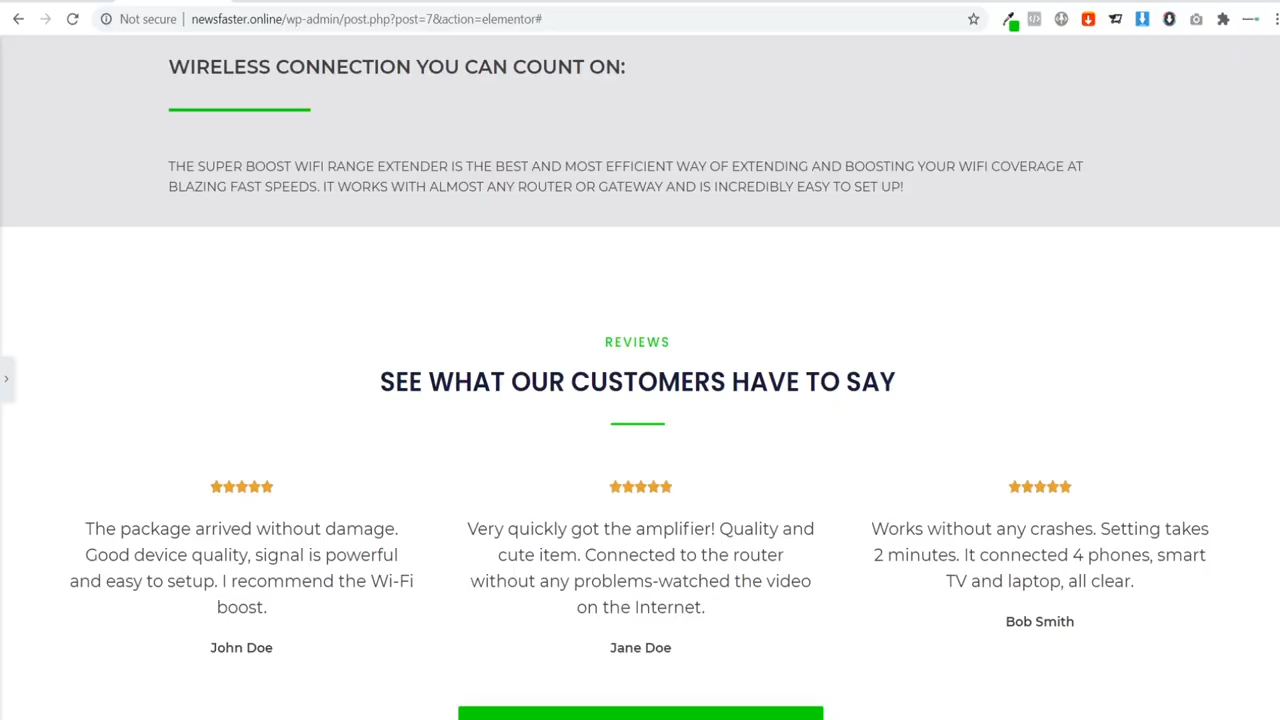 Not secure | newsfaster.online/wp-admin/post.php?post=7&action=elementor#
WIRELESS CONNECTION YOU CAN COUNT ON:
THE SUPER BOOST WIFI RANGE EXTENDER IS THE BEST AND MOST EFFICIENT WAY OF EXTENDING AND BOOSTING YOUR WIFI COVERAGE AT
BLAZING FAST SPEEDS. IT WORKS WITH ALMOST ANY ROUTER OR GATEWAY AND IS INCREDIBLY EASY TO SET UP!
REVIEWS
SEE WHAT OUR CUSTOMERS HAVE TO SAY
The package arrived without damage.
Good device quality, signal is powerful
and easy to setup. I recommend the Wi-Fi
boost.
John Doe
Very quickly got the amplifier! Quality and
cute item. Connected to the router
without any problems-watched the video
on the Internet.
Jane Doe
Works without any crashes. Setting takes
2 minutes. It connected 4 phones, smart
TV and laptop, all clear.
Bob Smith